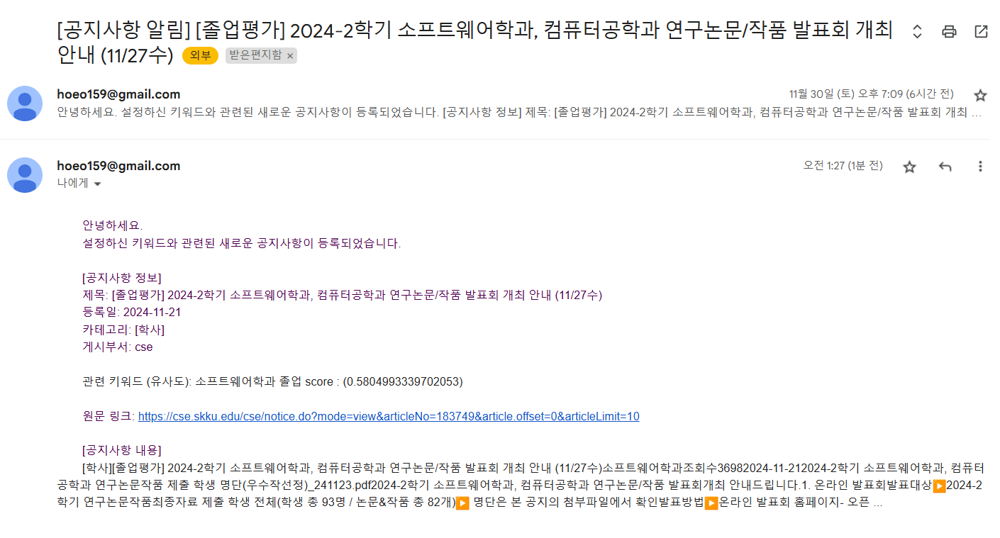 [공지사항 알림] [졸업평가] 2024-2학기 소프트웨어학과, 컴퓨터공학과 연구논문/작품 발표회 개최
안내 (11/27수) 외부 받은편지함 ×
hoeo159@gmail.com 11월 30일 (토) 오후 7:09 (6시간 전)
안녕하세요. 설정하신 키워드와 관련된 새로운 공지사항이 등록되었습니다. [공지사항 정보] 제목: [졸업평가] 2024-2학기 소프트웨어학과, 컴퓨터공학과 연구논문/작품 발표회 개최 ...
hoeo159@gmail.com 오전 1:27 (1분 전)
나에게
안녕하세요.
설정하신 키워드와 관련된 새로운 공지사항이 등록되었습니다.
[공지사항 정보]
제목: [졸업평가] 2024-2학기 소프트웨어학과, 컴퓨터공학과 연구논문/작품 발표회 개최 안내 (11/27수)
등록일: 2024-11-21
카테고리: [학사]
게시부서: cse
관련 키워드 (유사도): 소프트웨어학과 졸업 score : (0.5804993339702053)
원문 링크: https://cse.skku.edu/cse/notice.do?mode=view&articleNo=183749&article.offset=0&articleLimit=10
[공지사항 내용]
[학사][졸업평가] 2024-2학기 소프트웨어학과, 컴퓨터공학과 연구논문/작품 발표회 개최 안내 (11/27수)소프트웨어학과조회수36982024-11-212024-2학기 소프트웨어학과, 컴퓨터
공학과 연구논문작품 제출 학생 명단(우수작선정)_241123.pdf2024-2학기 소프트웨어학과, 컴퓨터공학과 연구논문/작품 발표회개최 안내드립니다.1. 온라인 발표회발표대상▶2024-2
학기 연구논문작품최종자료 제출 학생 전체(학생 총 93명 / 논문&작품 총 82개)▶ 명단은 본 공지의 첨부파일에서 확인발표방법▶온라인 발표회 홈페이지- 오픈 ...